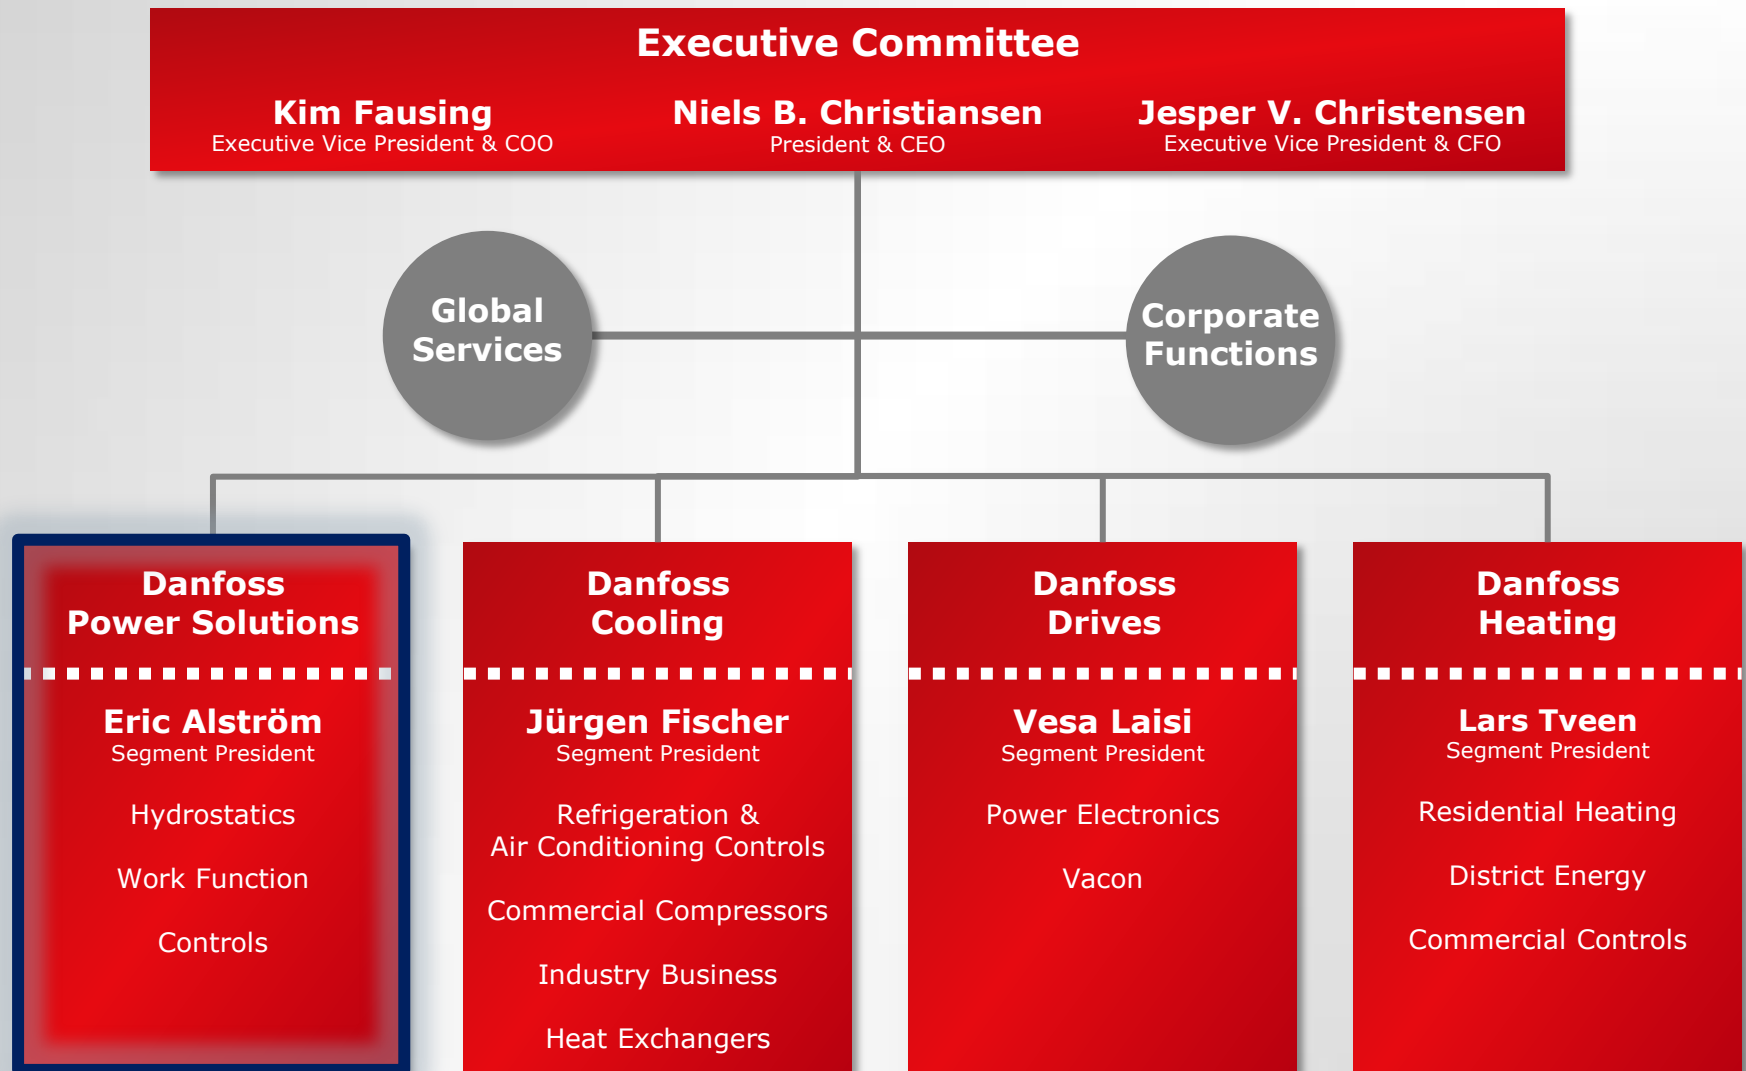 Executive Committee
Kim Fausing
Executive Vice President & COO
Niels B. Christiansen
President & CEO
Jesper V. Christensen
Executive Vice President & CFO
Global
Services
Corporate
Functions
Danfoss
Power Solutions
Eric Alström
Segment President
Hydrostatics
Work Function
Controls
Danfoss
Cooling
Jürgen Fischer
Segment President
Refrigeration &
Air Conditioning Controls
Commercial Compressors
Industry Business
Heat Exchangers
Danfoss
Drives
Vesa Laisi
Segment President
Power Electronics
Vacon
Danfoss
Heating
Lars Tveen
Segment President
Residential Heating
District Energy
Commercial Controls